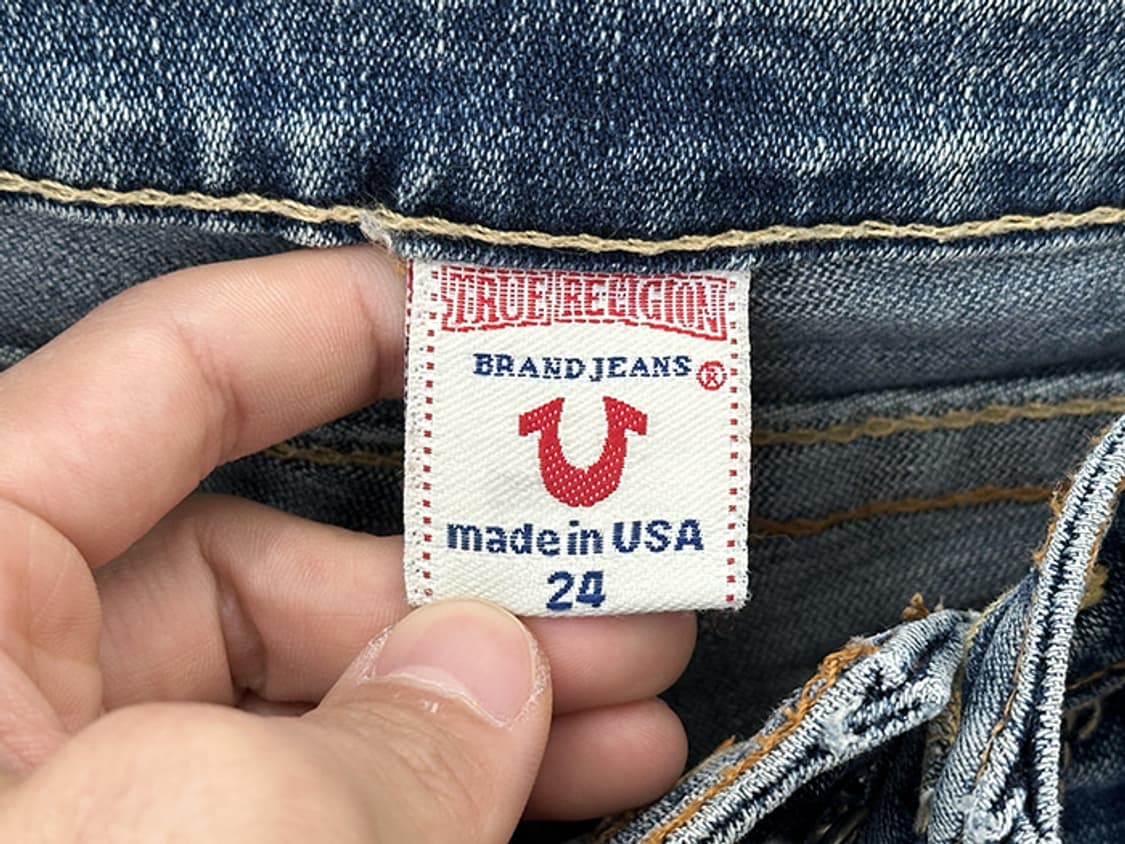 TRUE RELIGION
BRAND JEANS ®
made in USA
24